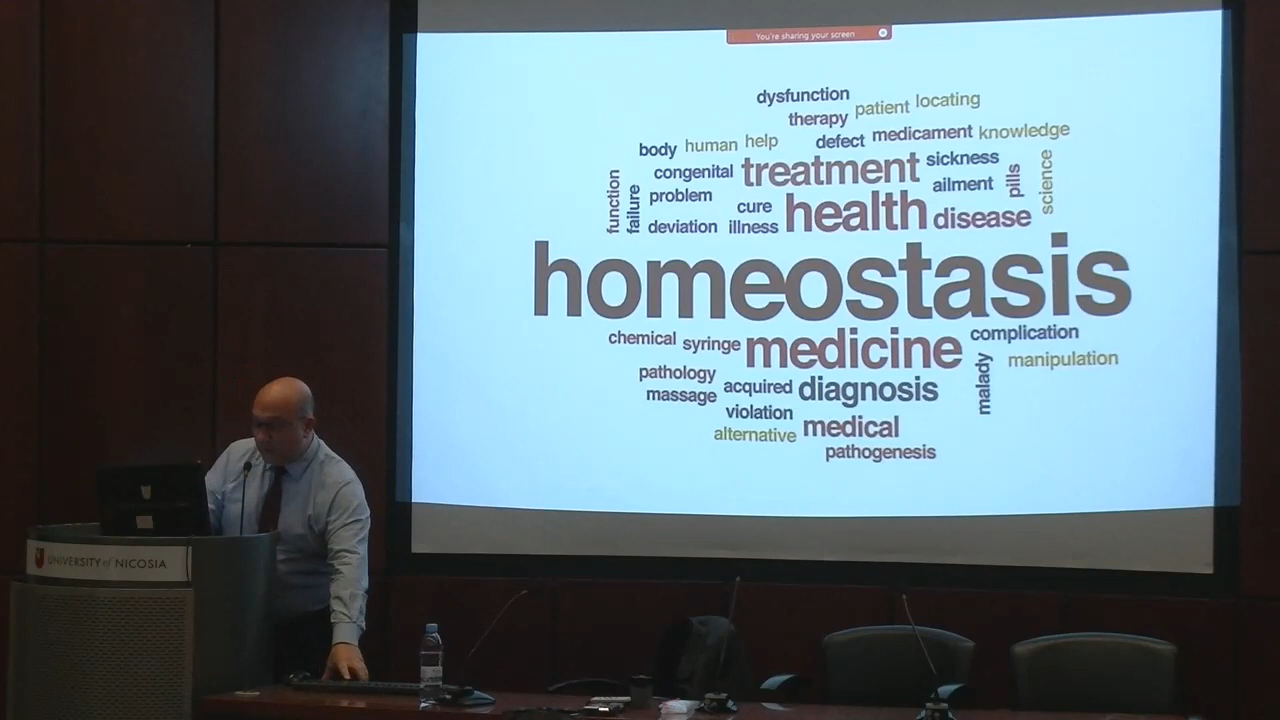 You're sharing your screen
dysfunction
therapy patient locating
body human help defect medicament knowledge
congenital treatment sickness
function failure problem cure ailment pills science
deviation illness health disease
homeostasis
chemical syringe medicine complication
pathology malady manipulation
massage acquired diagnosis
violation
alternative medical
pathogenesis
UNIVERSITY of NICOSIA